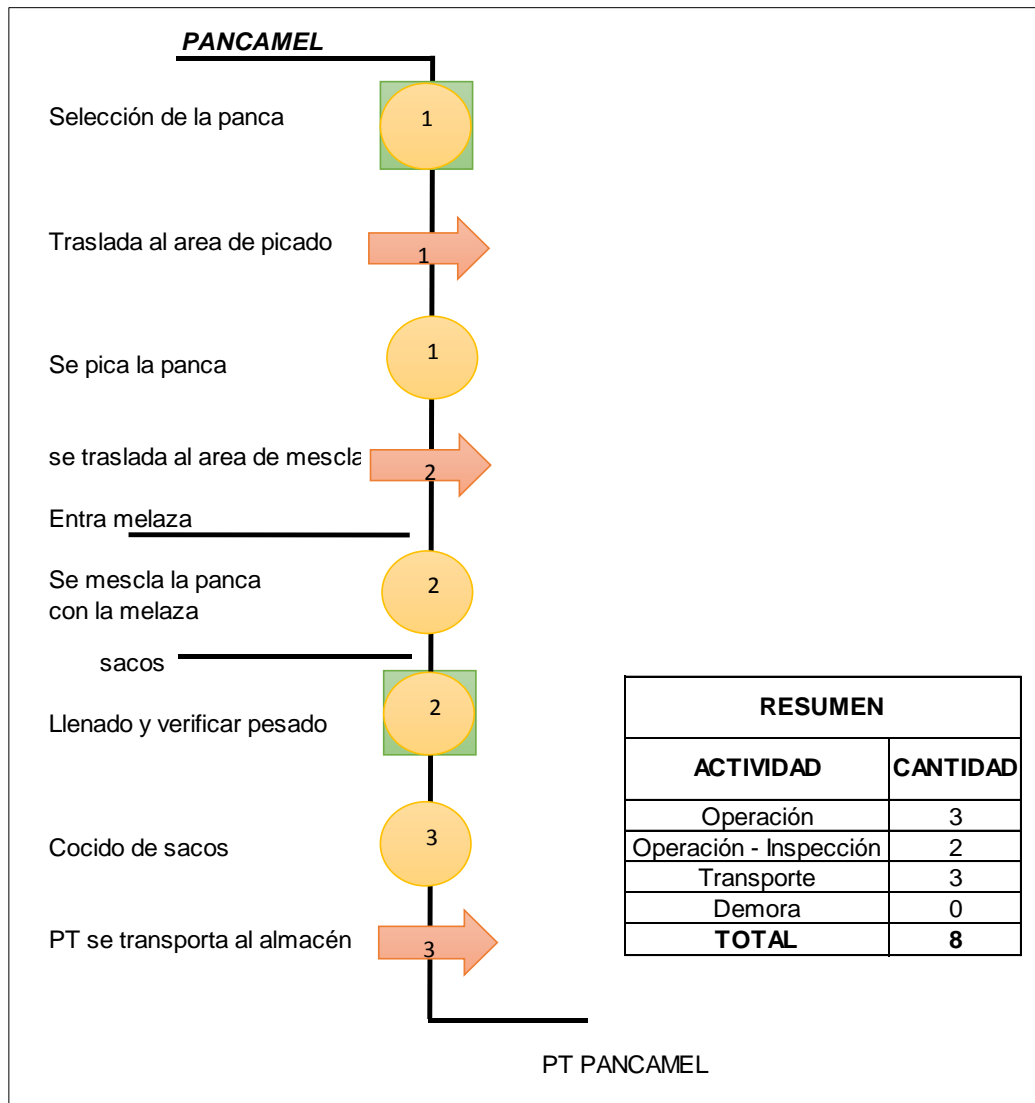 PANCAMEL
Selección de la panca
1
Traslada al area de picado
1
Se pica la panca
1
se traslada al area de mescla
2
Entra melaza
Se mescla la panca
con la melaza
2
sacos
Llenado y verificar pesado
2
Cocido de sacos
3
PT se transporta al almacén
3
PT PANCAMEL
RESUMEN
ACTIVIDAD CANTIDAD
Operación 3
Operación - Inspección 2
Transporte 3
Demora 0
TOTAL 8